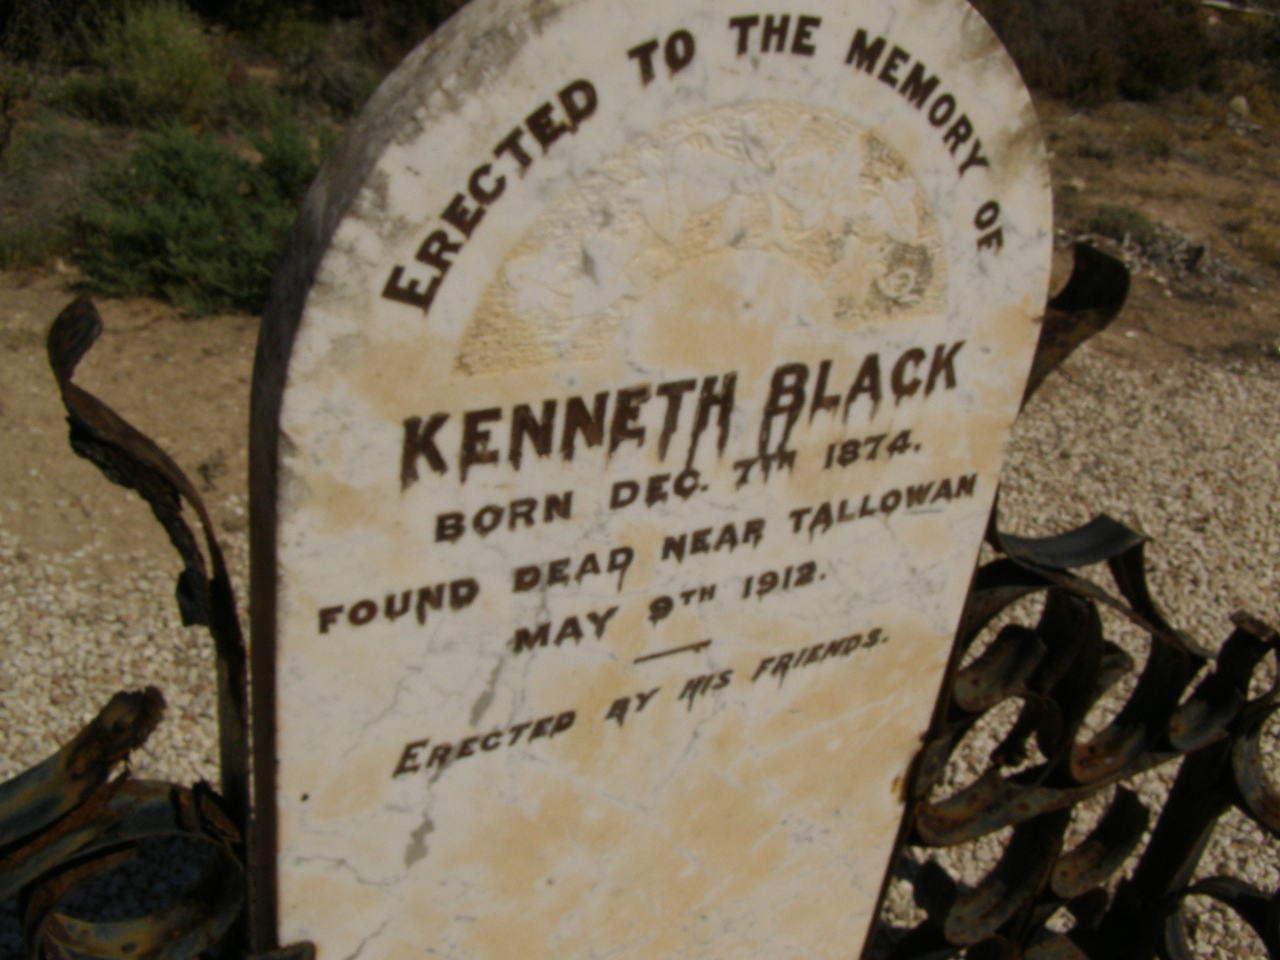 ERECTED TO THE MEMORY OF
KENNETH BLACK
BORN DEC. 7TH 1874.
FOUND DEAD NEAR TALLOWAN
MAY 9TH 1912.
ERECTED BY HIS FRIENDS.